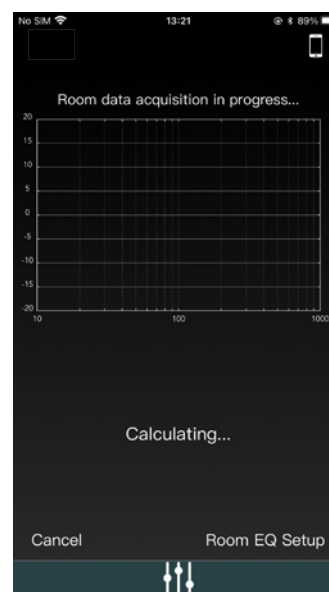 No SIM 13:21 89%
Room data acquisition in progress...
20
15
10
5
0
-5
-10
-15
-20
10 100 1000
Calculating...
Cancel Room EQ Setup